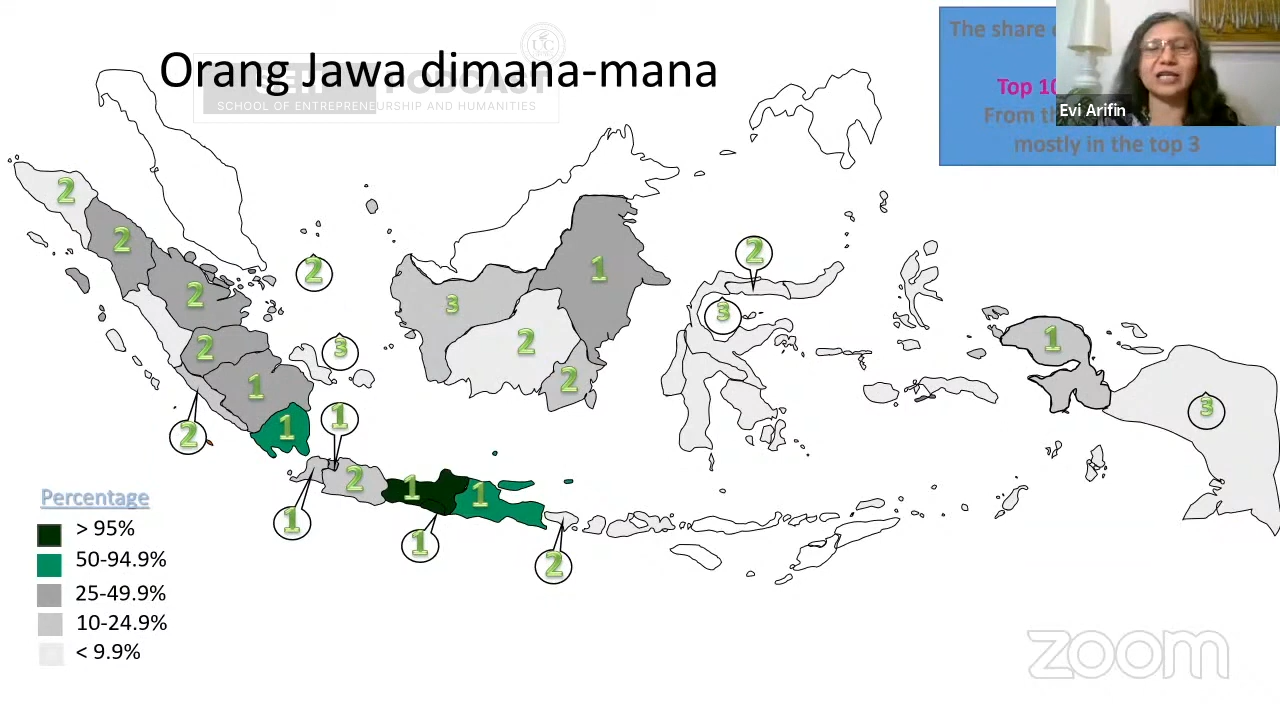 Orang Jawa dimana-mana
PODCAST
SCHOOL OF ENTREPRENEURSHIP AND HUMANITIES
UC
The share
Top 10
From
mostly in the top 3
Evi Arifin
2
2
2
2
2
3
1
2
3
1
2
3
1
3
2
2
1
1
1
2
1
1
1
1
2
Percentage
> 95%
50-94.9%
25-49.9%
10-24.9%
< 9.9%
zoom